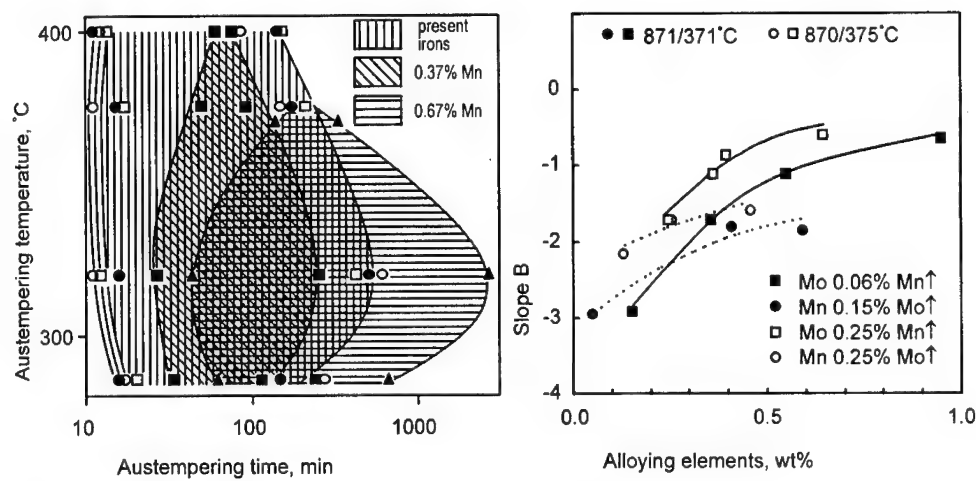 400
300
10
100
1000
Austempering temperature, °C
Austempering time, min
present
irons
0.37% Mn
0.67% Mn
871/371°C
870/375°C
0
-1
-2
-3
-4
Slope B
Mo 0.06% Mn↑
Mn 0.15% Mo↑
Mo 0.25% Mn↑
Mn 0.25% Mo↑
0.0
0.5
1.0
Alloying elements, wt%